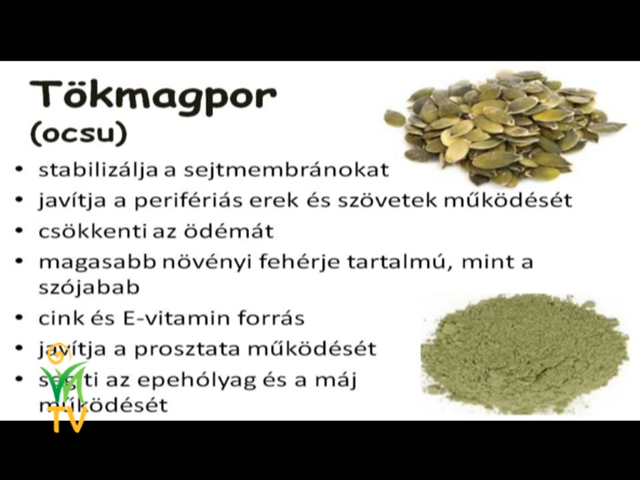 Tökmagpor
(ocsu)
• stabilizálja a sejtmembránokat
• javítja a perifériás erek és szövetek működését
• csökkenti az ödémát
• magasabb növényi fehérje tartalmú, mint a
szójabab
• cink és E-vitamin forrás
• javítja a prosztata működését
• segíti az epehólyag és a máj
működését
TV